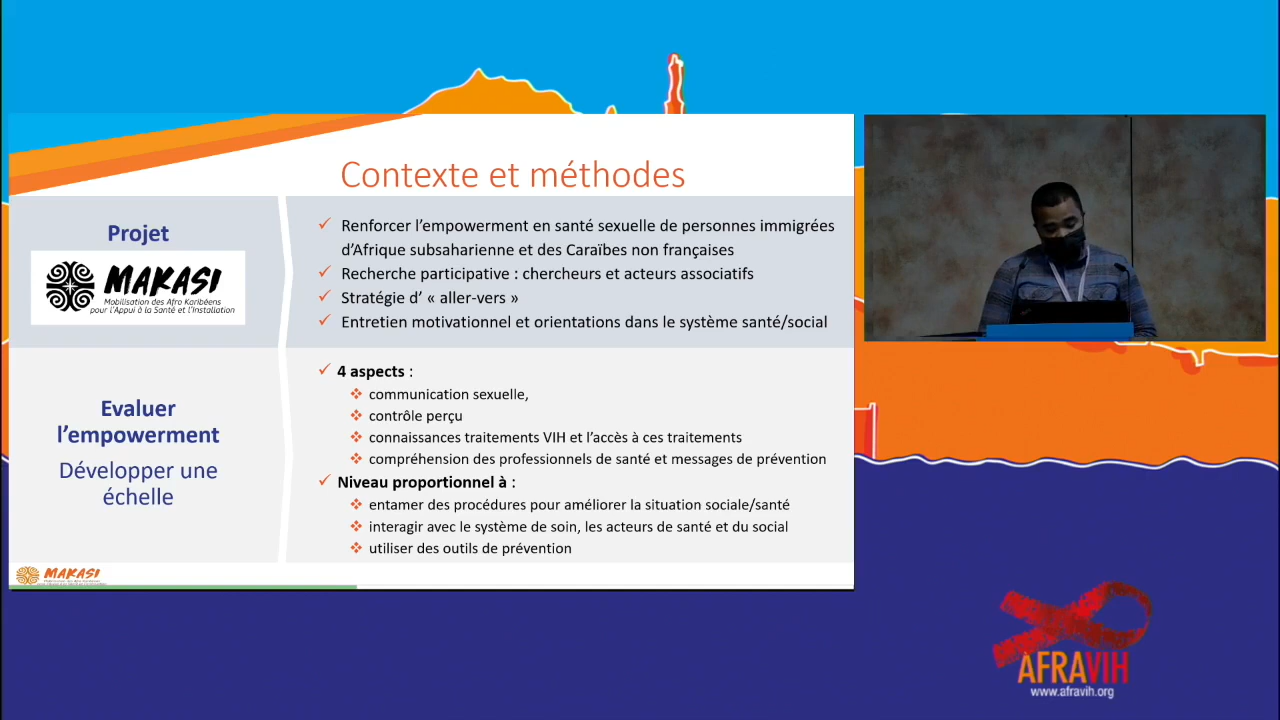 Contexte et méthodes
Projet
MAKASI
Mobilisation des Afro Karibéens
pour l'Appui à la Santé et l'Installation
✓ Renforcer l'empowerment en santé sexuelle de personnes immigrées
d'Afrique subsaharienne et des Caraïbes non françaises
✓ Recherche participative : chercheurs et acteurs associatifs
✓ Stratégie d' « aller-vers »
✓ Entretien motivationnel et orientations dans le système santé/social
Evaluer
l'empowerment
Développer une
échelle
✓ 4 aspects :
❖ communication sexuelle,
❖ contrôle perçu
❖ connaissances traitements VIH et l'accès à ces traitements
❖ compréhension des professionnels de santé et messages de prévention
✓ Niveau proportionnel à :
❖ entamer des procédures pour améliorer la situation sociale/santé
❖ interagir avec le système de soin, les acteurs de santé et du social
❖ utiliser des outils de prévention
MAKASI
AFRAVIH
www.afravih.org